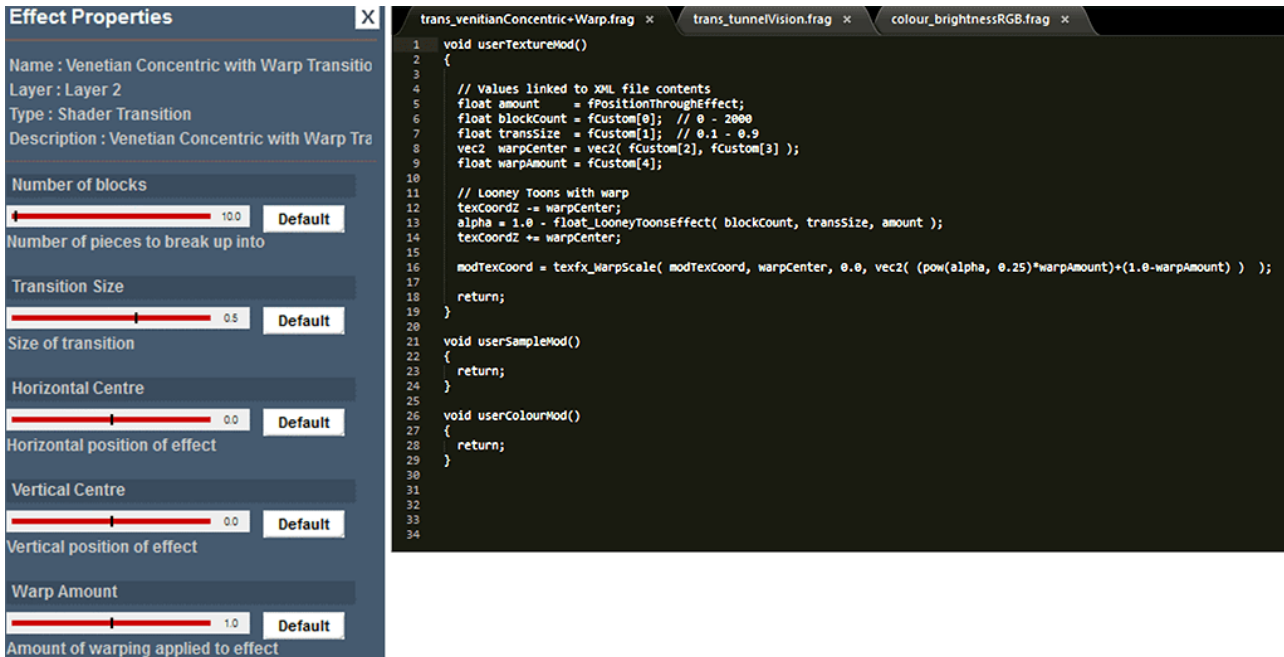 Effect Properties
X
Name : Venetian Concentric with Warp Transitio
Layer : Layer 2
Type : Shader Transition
Description : Venetian Concentric with Warp Tra
Number of blocks
10.0 Default
Number of pieces to break up into
Transition Size
0.5 Default
Size of transition
Horizontal Centre
0.0 Default
Horizontal position of effect
Vertical Centre
0.0 Default
Vertical position of effect
Warp Amount
1.0 Default
Amount of warping applied to effect
trans_venitianConcentric+Warp.frag × trans_tunnelVision.frag × colour_brightnessRGB.frag ×
1 void userTextureMod()
2 {
3
4 // Values linked to XML file contents
5 float amount = fPositionThroughEffect;
6 float blockCount = fCustom[0]; // 0 - 2000
7 float transSize = fCustom[1]; // 0.1 - 0.9
8 vec2 warpCenter = vec2( fCustom[2], fCustom[3] );
9 float warpAmount = fCustom[4];
10
11 // Looney Toons with warp
12 texCoordZ -= warpCenter;
13 alpha = 1.0 - float_LooneyToonsEffect( blockCount, transSize, amount );
14 texCoordZ += warpCenter;
15
16 modTexCoord = texfx_WarpScale( modTexCoord, warpCenter, 0.0, vec2( (pow(alpha, 0.25)*warpAmount)+(1.0-warpAmount) ) );
17
18 return;
19 }
20
21 void userSampleMod()
22 {
23 return;
24 }
25
26 void userColourMod()
27 {
28 return;
29 }
30
31
32
33
34